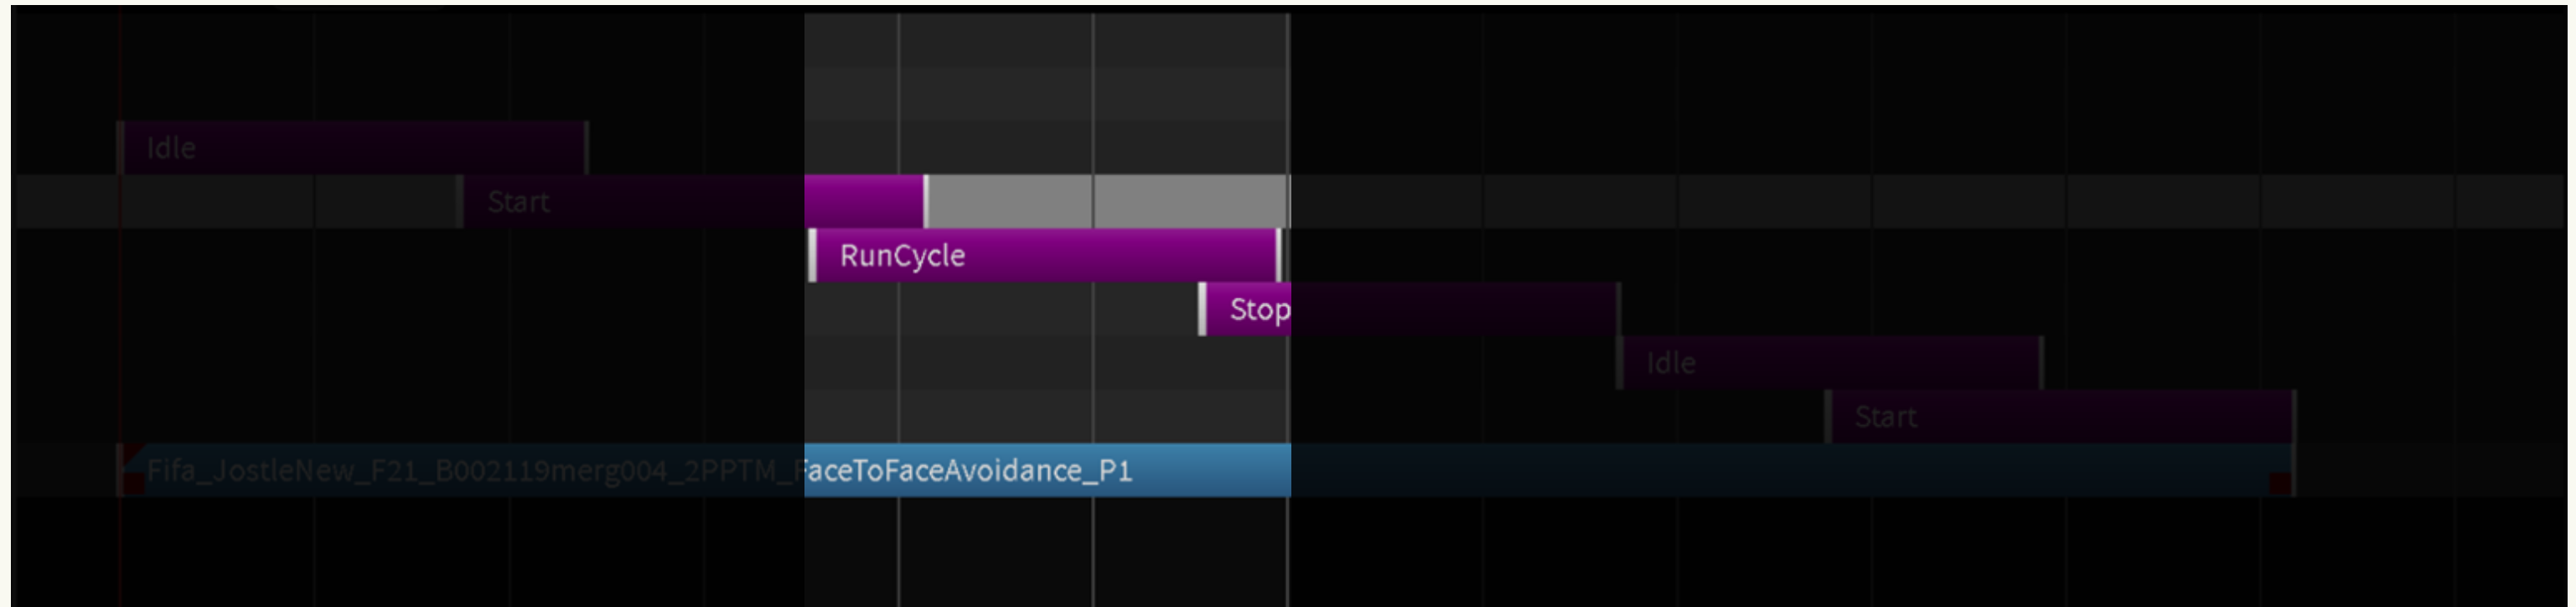 Idle
Start
RunCycle
Stop
Idle
Start
Fifa_JostleNew_F21_B002119merg004_2PPTM_FaceToFaceAvoidance_P1